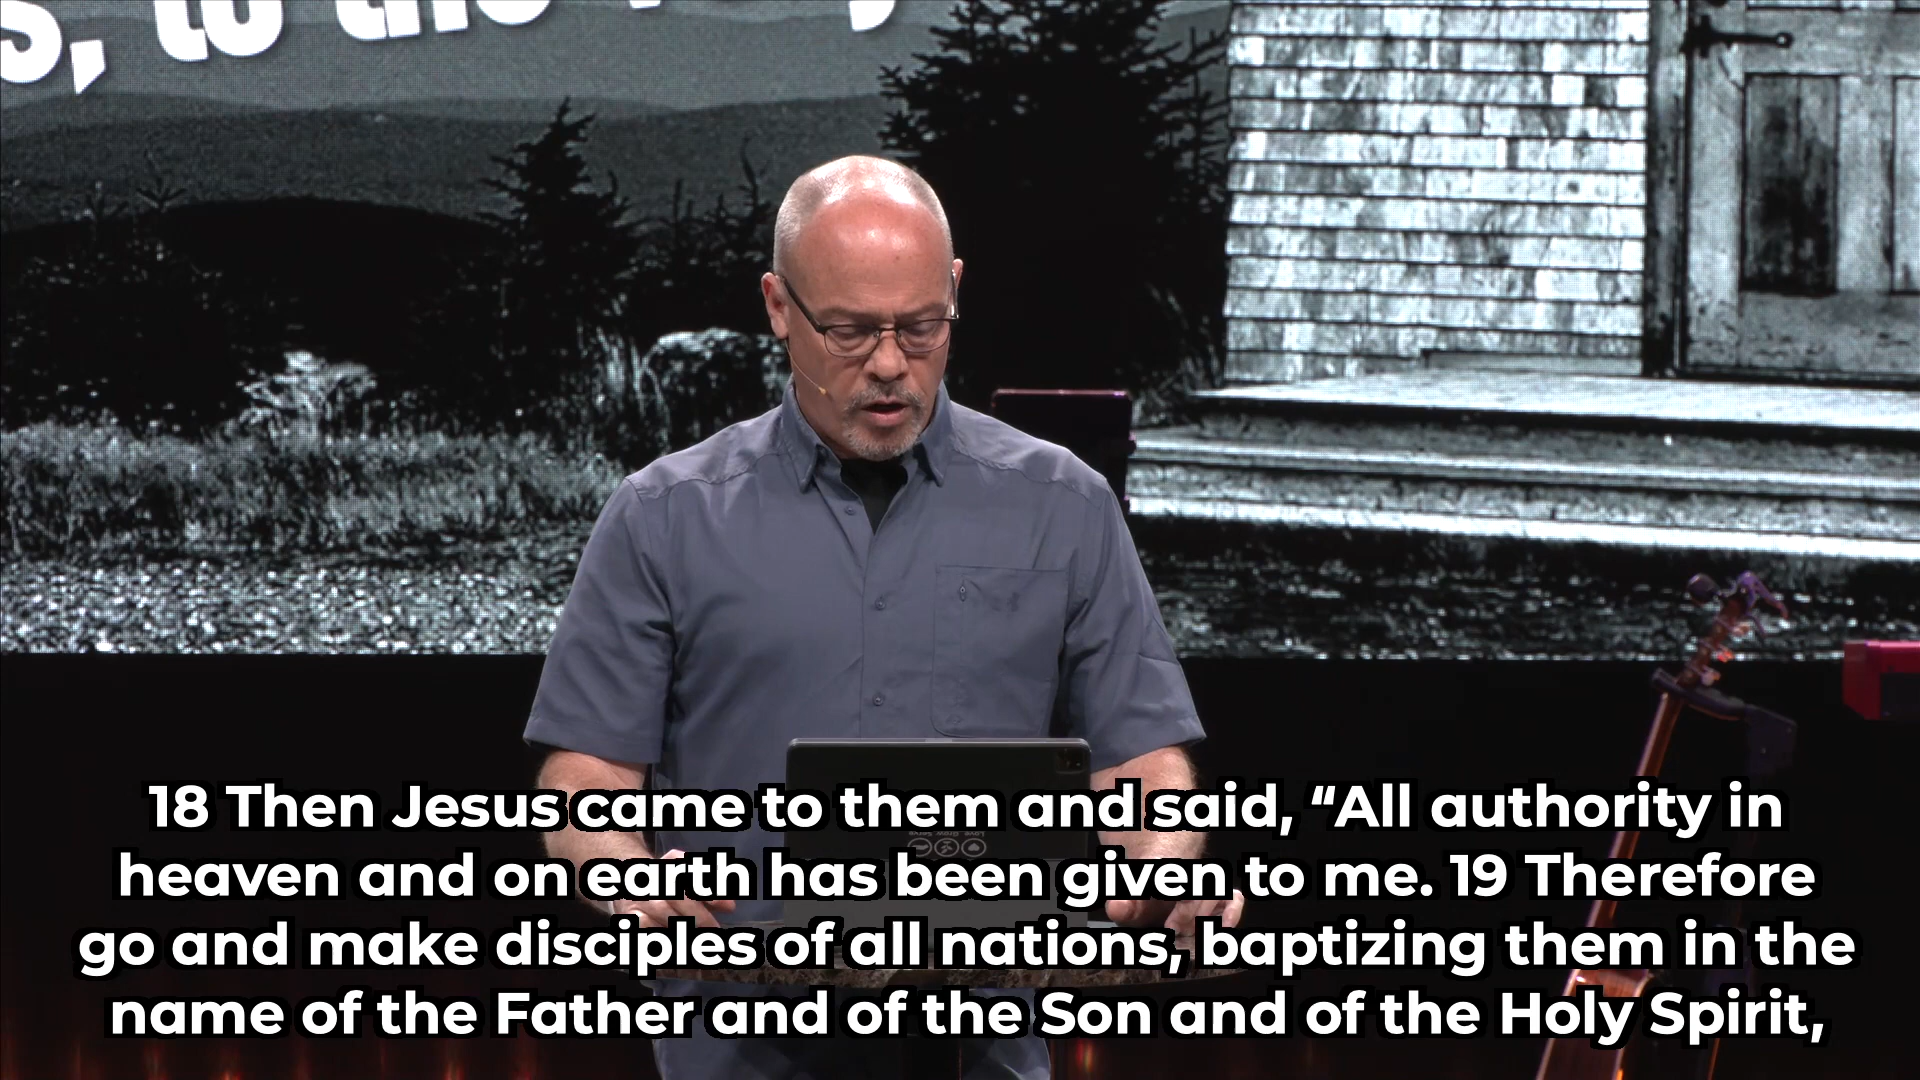 s, to the
18 Then Jesus came to them and said, “All authority in
heaven and on earth has been given to me. 19 Therefore
go and make disciples of all nations, baptizing them in the
name of the Father and of the Son and of the Holy Spirit,